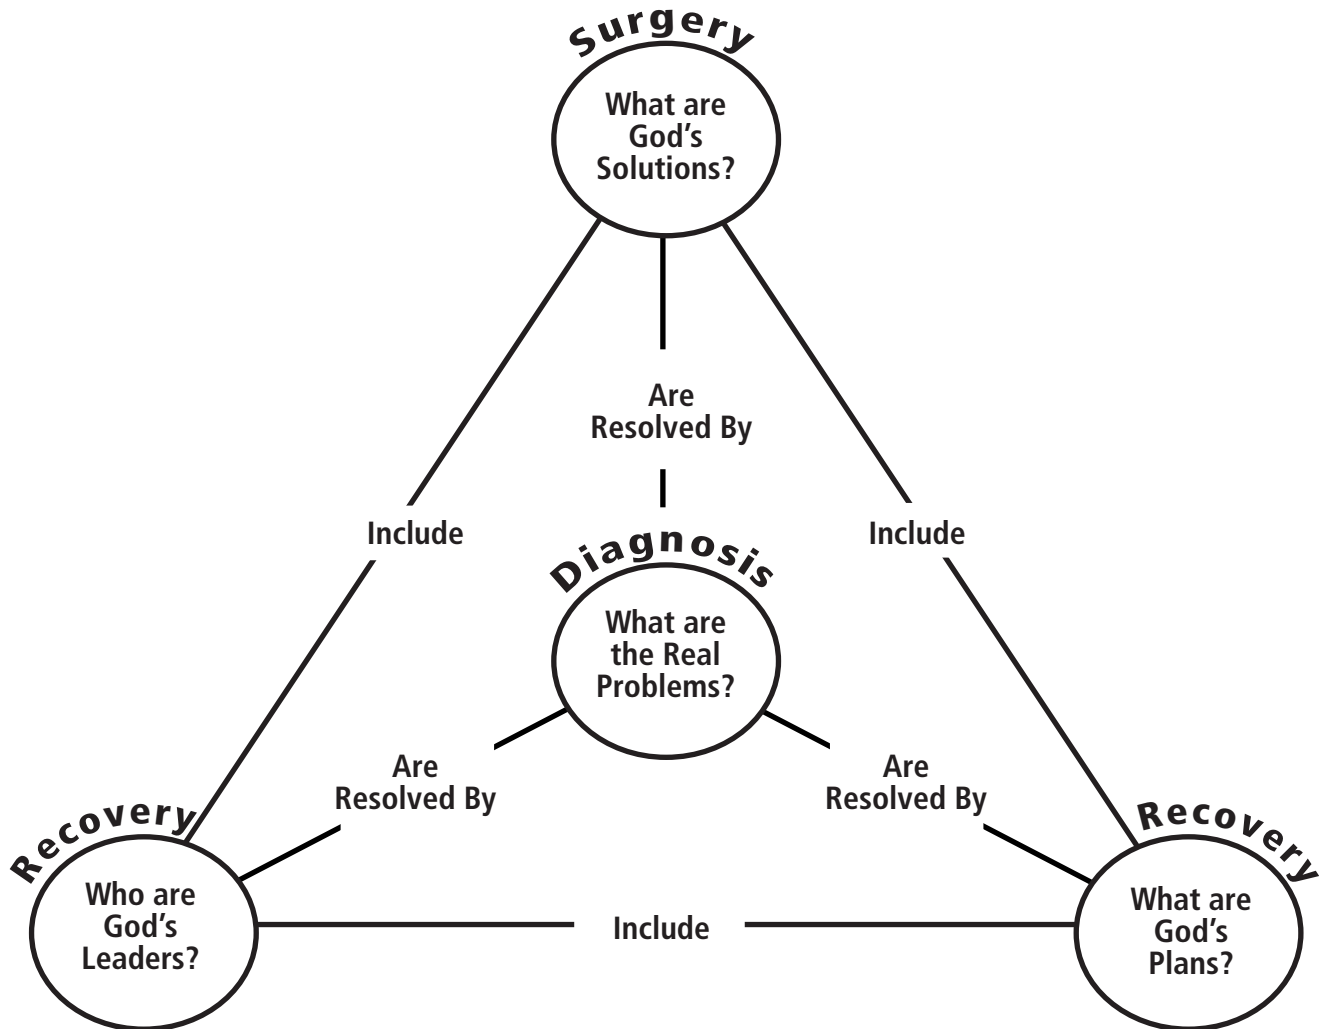 Surgery
What are
God's
Solutions?
Are
Resolved By
Include
Include
Diagnosis
What are
the Real
Problems?
Are
Resolved By
Are
Resolved By
Recovery
Who are
God's
Leaders?
Include
Recovery
What are
God's
Plans?